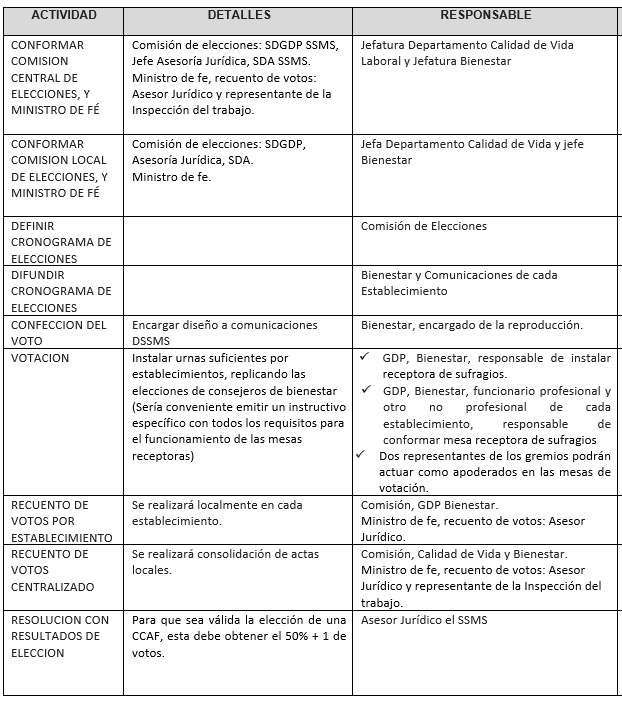 ACTIVIDAD
DETALLES
RESPONSABLE
CONFORMAR
COMISION
CENTRAL DE
ELECCIONES, Y
MINISTRO DE FÉ
Comisión de elecciones: SDGDP SSMS,
Jefe Asesoría Jurídica, SDA SSMS.
Ministro de fe, recuento de votos:
Asesor Jurídico y representante de la
Inspección del trabajo.
Jefatura Departamento Calidad de Vida
Laboral y Jefatura Bienestar
CONFORMAR
COMISION LOCAL
DE ELECCIONES, Y
MINISTRO DE FÉ
Comisión de elecciones: SDGDP,
Asesoría Jurídica, SDA.
Ministro de fe.
Jefa Departamento Calidad de Vida y jefe
Bienestar
DEFINIR
CRONOGRAMA DE
ELECCIONES
Comisión de Elecciones
DIFUNDIR
CRONOGRAMA DE
ELECCIONES
Bienestar y Comunicaciones de cada
Establecimiento
CONFECCION DEL
VOTO
Encargar diseño a comunicaciones
DSSMS
Bienestar, encargado de la reproducción.
VOTACION
Instalar urnas suficientes por
establecimientos, replicando las
elecciones de consejeros de bienestar
(Sería conveniente emitir un instructivo
específico con todos los requisitos para
el funcionamiento de las mesas
receptoras)
✓ GDP, Bienestar, responsable de instalar
receptora de sufragios.
✓ GDP, Bienestar, funcionario profesional y
otro no profesional de cada
establecimiento, responsable de
conformar mesa receptora de sufragios
✓ Dos representantes de los gremios podrán
actuar como apoderados en las mesas de
votación.
RECUENTO DE
VOTOS POR
ESTABLECIMIENTO
Se realizará localmente en cada
establecimiento.
Comisión, GDP Bienestar.
Ministro de fe, recuento de votos: Asesor
Jurídico.
RECUENTO DE
VOTOS
CENTRALIZADO
Se realizará consolidación de actas
locales.
Comisión, Calidad de Vida y Bienestar.
Ministro de fe, recuento de votos: Asesor
Jurídico y representante de la Inspección del
trabajo.
RESOLUCION CON
RESULTADOS DE
ELECCION
Para que sea válida la elección de una
CCAF, esta debe obtener el 50% + 1 de
votos.
Asesor Jurídico el SSMS